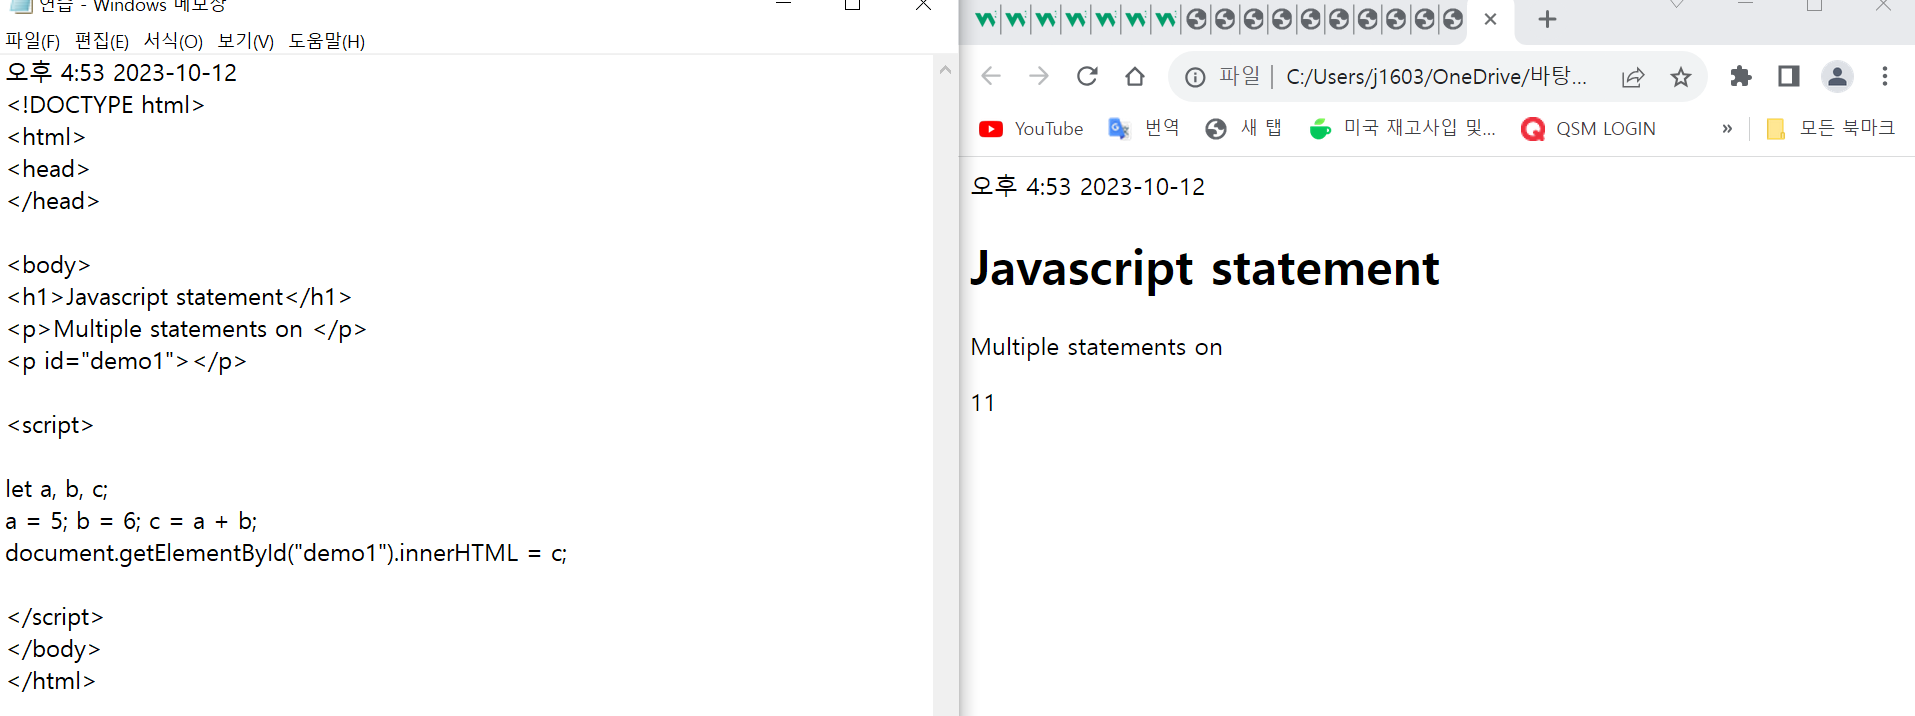 연습 - Windows 메모장
파일(F) 편집(E) 서식(O) 보기(V) 도움말(H)
오후 4:53 2023-10-12
<!DOCTYPE html>
<html>
<head>
</head>
<body>
<h1>Javascript statement</h1>
<p>Multiple statements on </p>
<p id="demo1"></p>
<script>
let a, b, c;
a = 5; b = 6; c = a + b;
document.getElementById("demo1").innerHTML = c;
</script>
</body>
</html>
파일 | C:/Users/j1603/OneDrive/바탕...
YouTube 번역 새 탭 미국 재고사입 및... QSM LOGIN » 모든 북마크
오후 4:53 2023-10-12
Javascript statement
Multiple statements on
11